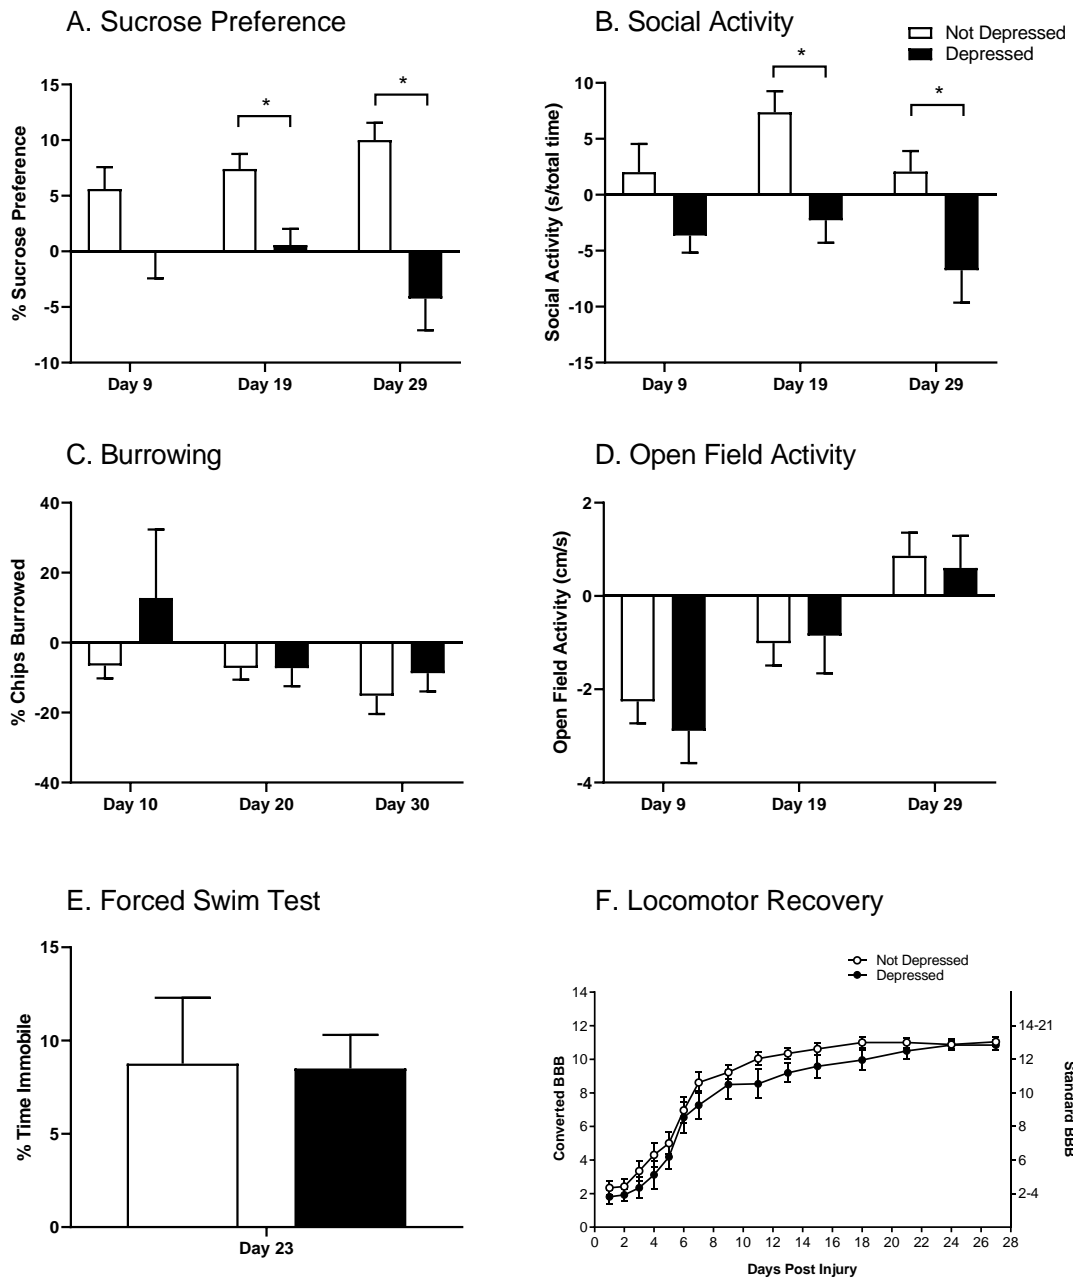 A. Sucrose Preference
B. Social Activity
Not Depressed
Depressed
15
10
5
0
-5
-10
% Sucrose Preference
*
*
Day 9
Day 19
Day 29
10
5
0
-5
-10
-15
Social Activity (s/total time)
*
*
Day 9
Day 19
Day 29
C. Burrowing
40
20
0
-20
-40
% Chips Burrowed
Day 10
Day 20
Day 30
D. Open Field Activity
2
0
-2
-4
Open Field Activity (cm/s)
Day 9
Day 19
Day 29
E. Forced Swim Test
15
10
5
0
% Time Immobile
Day 23
F. Locomotor Recovery
Not Depressed
Depressed
14
12
10
8
6
4
2
0
Converted BBB
14-21
12
10
8
6
2-4
Standard BBB
0 2 4 6 8 10 12 14 16 18 20 22 24 26 28
Days Post Injury